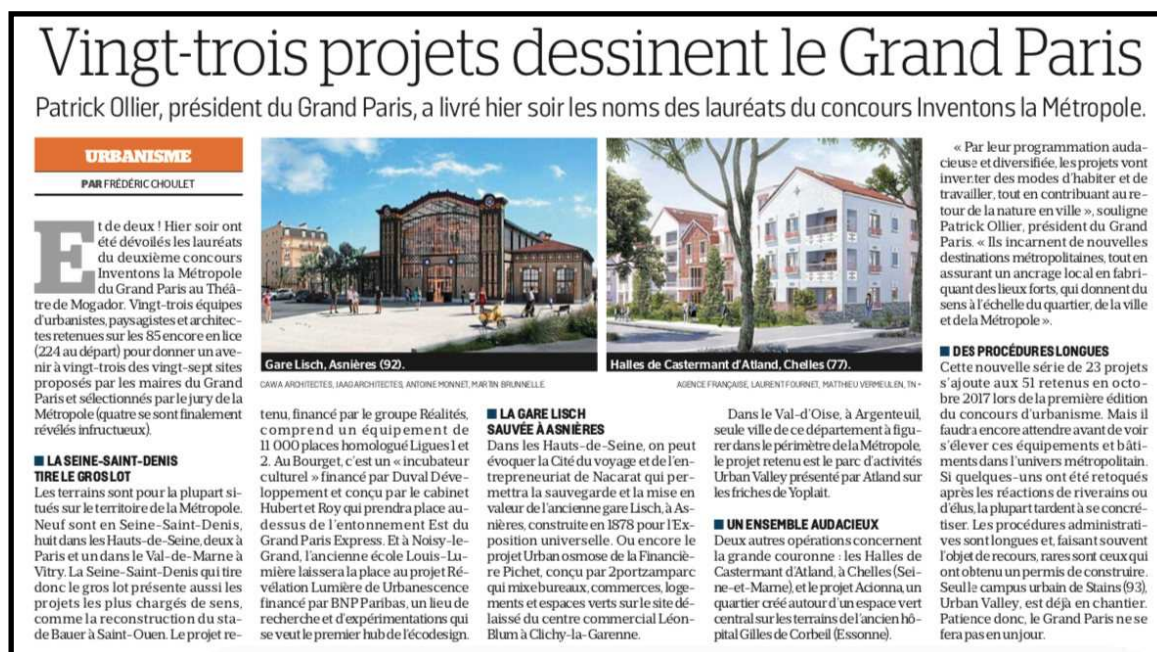 Vingt-trois projets dessinent le Grand Paris
Patrick Ollier, président du Grand Paris, a livré hier soir les noms des lauréats du concours Inventons la Métropole.
URBANISME
PAR FRÉDÉRIC CHOULET
Et de deux ! Hier soir ont
été dévoilés les lauréats
du deuxième concours
Inventons la Métropole
du Grand Paris au Théâ-
tre de Mogador. Vingt-trois équipes
d'urbanistes, paysagistes et architec-
tes retenues sur les 85 encore en lice
(224 au départ) pour donner un ave-
nir à vingt-trois des vingt-sept sites
proposés par les maires du Grand
Paris et sélectionnés par le jury de la
Métropole (quatre se sont finalement
révélés infructueux).
LA SEINE-SAINT-DENIS
TIRE LE GROS LOT
Les terrains sont pour la plupart si-
tués sur le territoire de la Métropole.
Neuf sont en Seine-Saint-Denis,
huit dans les Hauts-de-Seine, deux à
Paris et un dans le Val-de-Marne à
Vitry. La Seine-Saint-Denis qui tire
donc le gros lot présente aussi les
projets les plus chargés de sens,
comme la reconstruction du sta-
de Bauer à Saint-Ouen. Le projet re-
Gare Lisch, Asnières (92).
CAWA ARCHITECTES, JAAG ARCHITECTES, ANTOINE MONNET, MARTIN BRUNNELLE
Halles de Castermant d'Atland, Chelles (77).
AGENCE FRANÇAISE, LAURENT FOURNET, MATTHIEU VERMEULEN, TN +
tenu, financé par le groupe Réalités,
comprend un équipement de
11 000 places homologué Ligues 1 et
2. Au Bourget, c'est un « incubateur
culturel » financé par Duval Déve-
loppement et conçu par le cabinet
Hubert et Roy qui prendra place au-
dessus de l'entonnement Est du
Grand Paris Express. Et à Noisy-le-
Grand, l'ancienne école Louis-Lu-
mière laissera la place au projet Ré-
vélation Lumière de Urbanescence
financé par BNP Paribas, un lieu de
recherche et d'expérimentations qui
se veut le premier hub de l'écodesign.
LA GARE LISCH
SAUVÉE À ASNIÈRES
Dans les Hauts-de-Seine, on peut
évoquer la Cité du voyage et de l'en-
trepreneuriat de Nacarat qui per-
mettra la sauvegarde et la mise en
valeur de l'ancienne gare Lisch, à As-
nières, construite en 1878 pour l'Ex-
position universelle. Ou encore le
projet Urban osmose de la Financiè-
re Pichet, conçu par 2portzamparc
qui mixe bureaux, commerces, loge-
ments et espaces verts sur le site dé-
laissé du centre commercial Léon-
Blum à Clichy-la-Garenne.
Dans le Val-d'Oise, à Argenteuil,
seule ville de ce département à figu-
rer dans le périmètre de la Métropole,
le projet retenu est le parc d'activités
Urban Valley présenté par Atland sur
les friches de Yoplait.
UN ENSEMBLE AUDACIEUX
Deux autres opérations concernent
la grande couronne : les Halles de
Castermant d'Atland, à Chelles (Sei-
ne-et-Marne), et le projet Acionna, un
quartier créé autour d'un espace vert
central sur les terrains de l'ancien hô-
pital Gilles de Corbeil (Essonne).
« Par leur programmation auda-
cieuse et diversifiée, les projets vont
inventer des modes d'habiter et de
travailler, tout en contribuant au re-
tour de la nature en ville », souligne
Patrick Ollier, président du Grand
Paris. « Ils incarnent de nouvelles
destinations métropolitaines, tout en
assurant un ancrage local en fabri-
quant des lieux forts, qui donnent du
sens à l'échelle du quartier, de la ville
et de la Métropole ».
DES PROCÉDURES LONGUES
Cette nouvelle série de 23 projets
s'ajoute aux 51 retenus en octo-
bre 2017 lors de la première édition
du concours d'urbanisme. Mais il
faudra encore attendre avant de voir
s'élever ces équipements et bâti-
ments dans l'univers métropolitain.
Si quelques-uns ont été retoqués
après les réactions de riverains ou
d'élus, la plupart tardent à se concré-
tiser. Les procédures administrati-
ves sont longues et, faisant souvent
l'objet de recours, rares sont ceux qui
ont obtenu un permis de construire.
Seul le campus urbain de Stains (93),
Urban Valley, est déjà en chantier.
Patience donc, le Grand Paris ne se
fera pas en un jour.